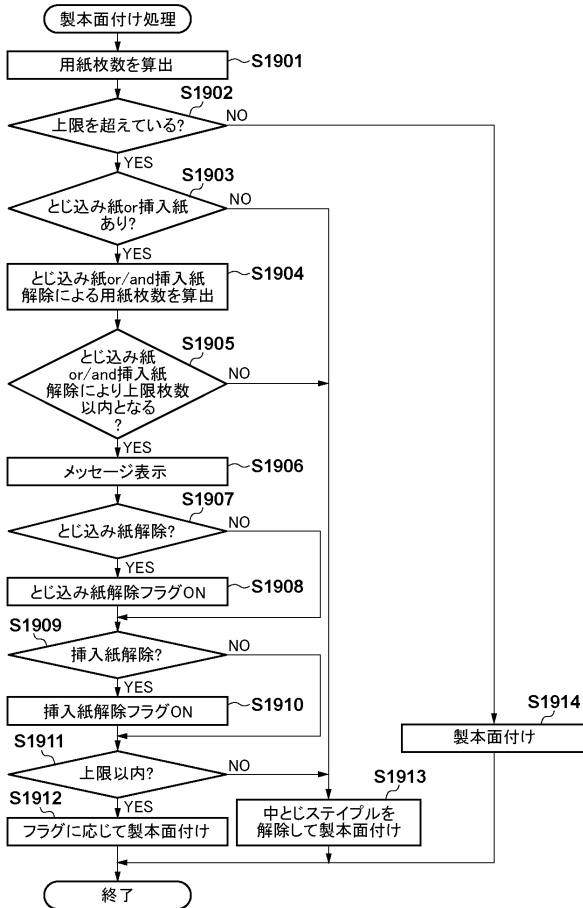 製本面付け処理
用紙枚数を算出
S1901
S1902
上限を超えている?
NO
YES
S1903
とじ込み紙or挿入紙
あり?
NO
YES
とじ込み紙or/and挿入紙
解除による用紙枚数を算出
S1904
S1905
とじ込み紙
or/and挿入紙
解除により上限枚数
以内となる
?
NO
YES
メッセージ表示
S1906
S1907
とじ込み紙解除?
NO
YES
とじ込み紙解除フラグON
S1908
S1909
挿入紙解除?
NO
YES
挿入紙解除フラグON
S1910
S1911
上限以内?
NO
YES
S1912
フラグに応じて製本面付け
S1913
中とじステイプルを
解除して製本面付け
S1914
製本面付け
終了